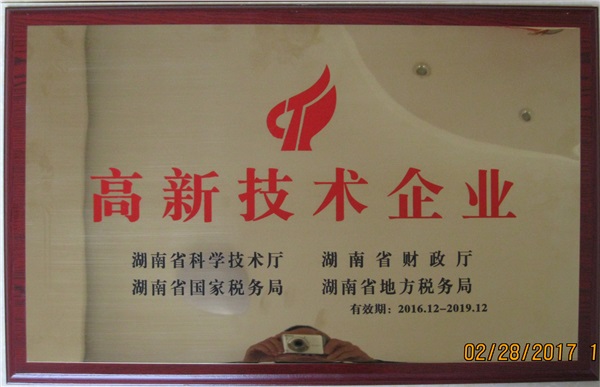 高新技术企业
湖南省科学技术厅 湖南省财政厅
湖南省国家税务局 湖南省地方税务局
有效期：2016.12-2019.12
02/28/2017 1